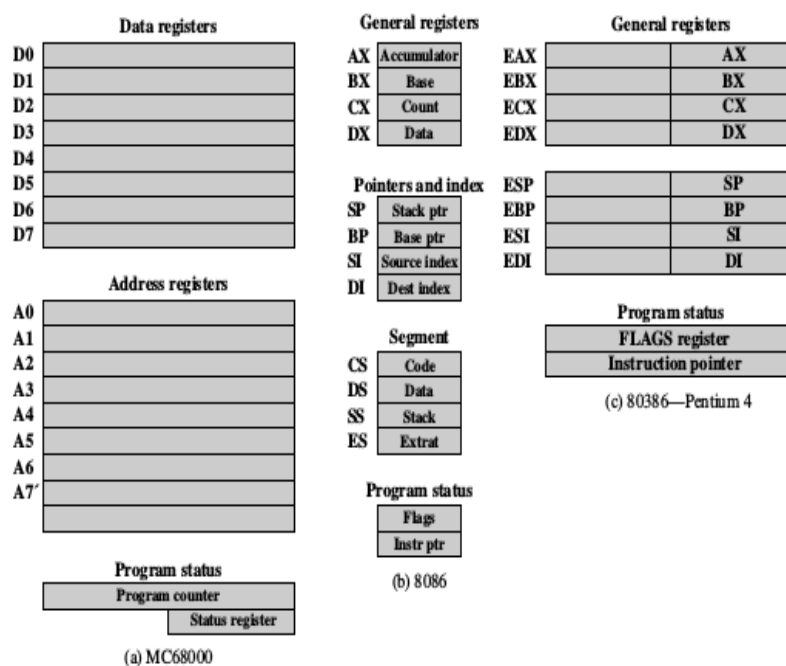 Data registers
D0
D1
D2
D3
D4
D5
D6
D7
Address registers
A0
A1
A2
A3
A4
A5
A6
A7´
Program status
Program counter
Status register
(a) MC68000
General registers
AX Accumulator
BX Base
CX Count
DX Data
Pointers and index
SP Stack ptr
BP Base ptr
SI Source index
DI Dest index
Segment
CS Code
DS Data
SS Stack
ES Extrat
Program status
Flags
Instr ptr
(b) 8086
General registers
EAX AX
EBX BX
ECX CX
EDX DX
ESP SP
EBP BP
ESI SI
EDI DI
Program status
FLAGS register
Instruction pointer
(c) 80386—Pentium 4